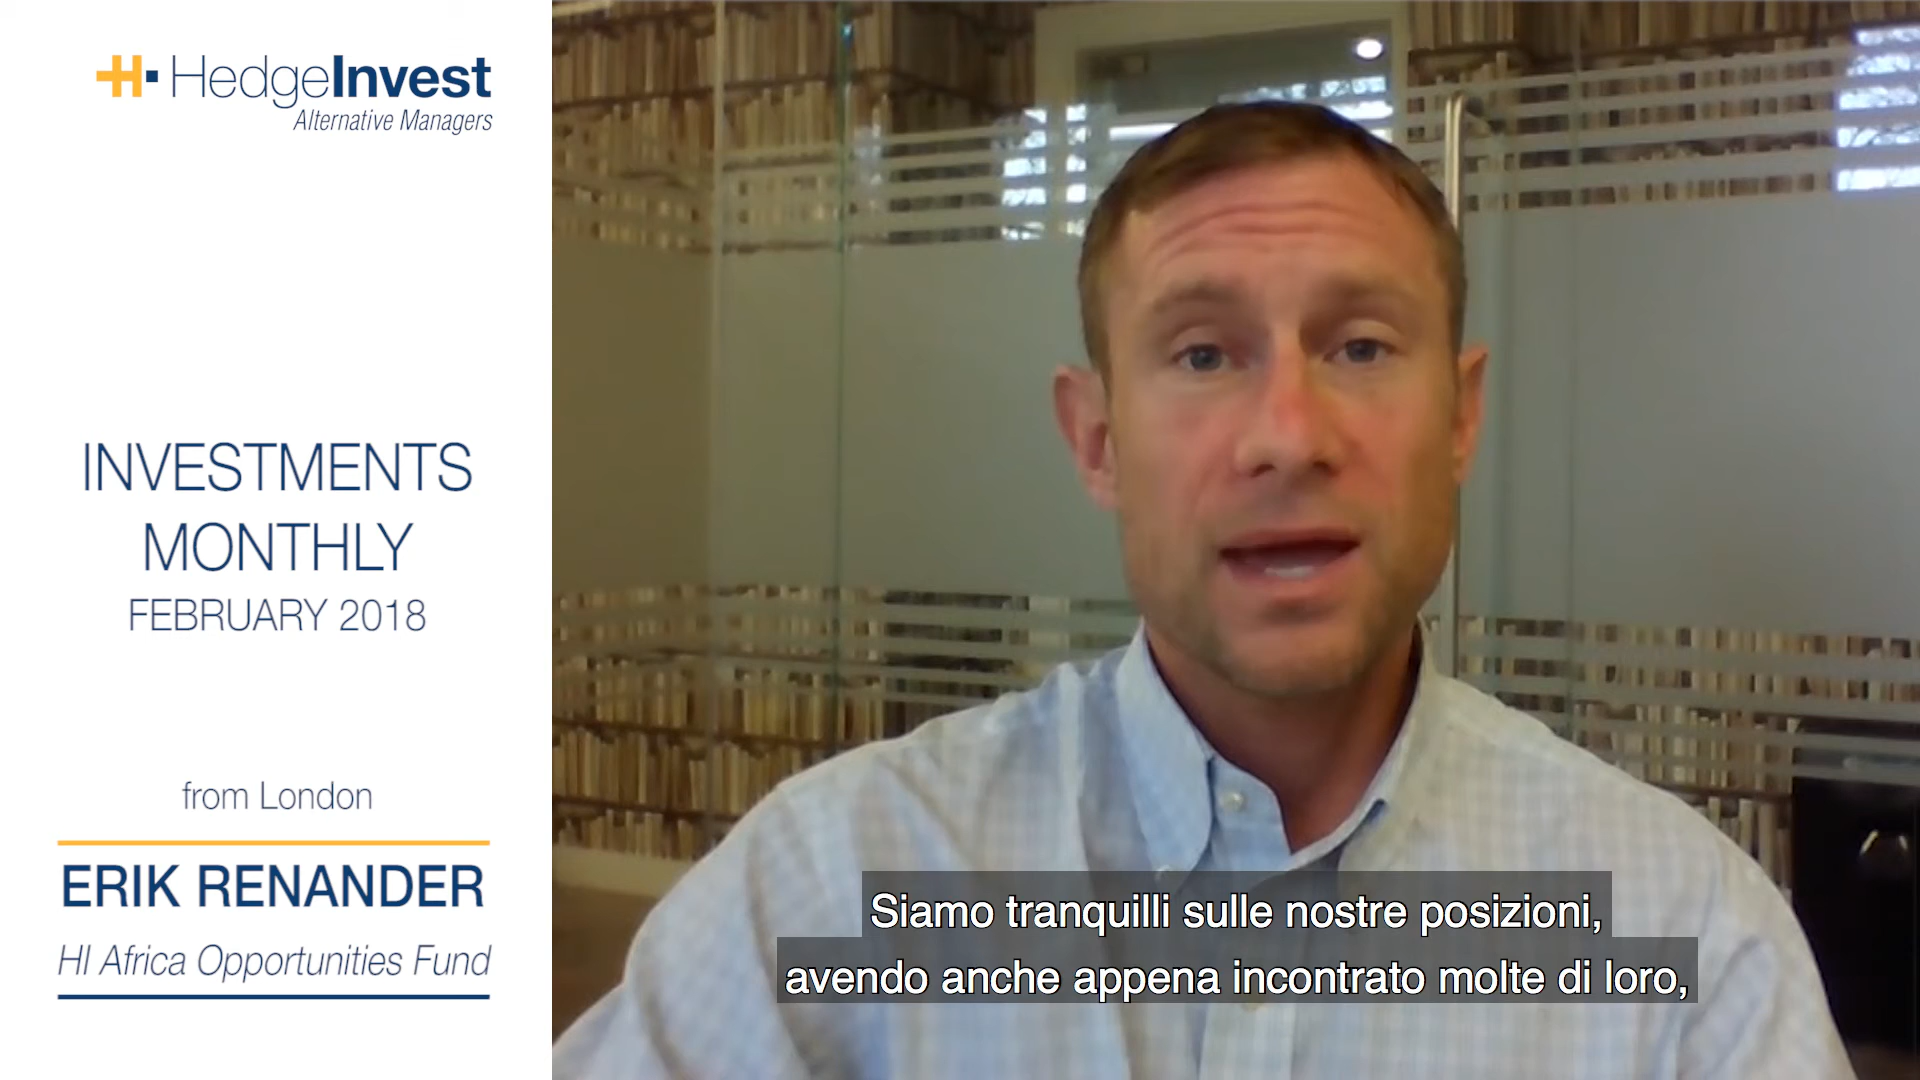 HedgeInvest
Alternative Managers
INVESTMENTS
MONTHLY
FEBRUARY 2018
from London
ERIK RENANDER
HI Africa Opportunities Fund
Siamo tranquilli sulle nostre posizioni,
avendo anche appena incontrato molte di loro,